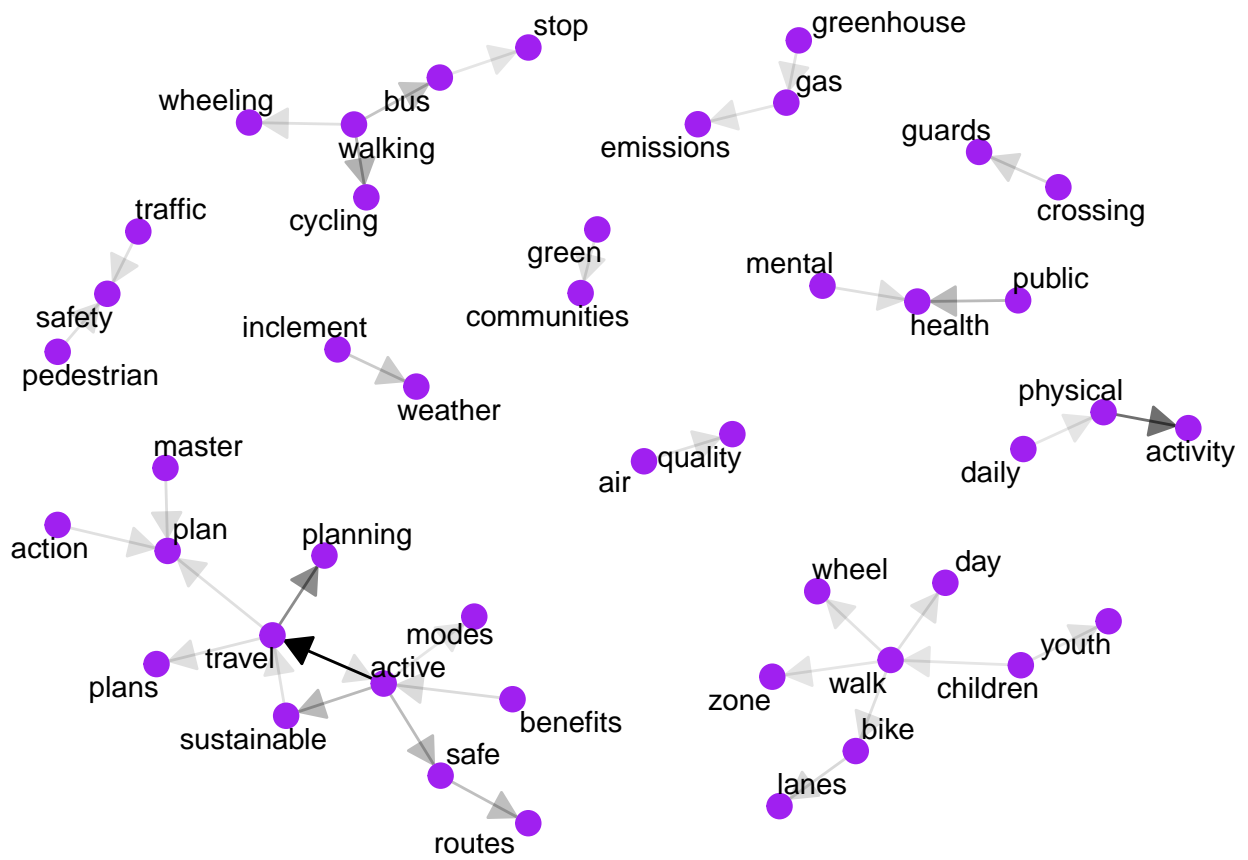 stop
greenhouse
wheeling
bus
gas
walking
emissions
guards
traffic
cycling
crossing
green
mental
public
safety
inclement
communities
health
pedestrian
weather
physical
master
quality
activity
air
daily
action
plan
planning
wheel
day
modes
youth
travel
active
plans
zone
walk
children
sustainable
benefits
safe
bike
lanes
routes